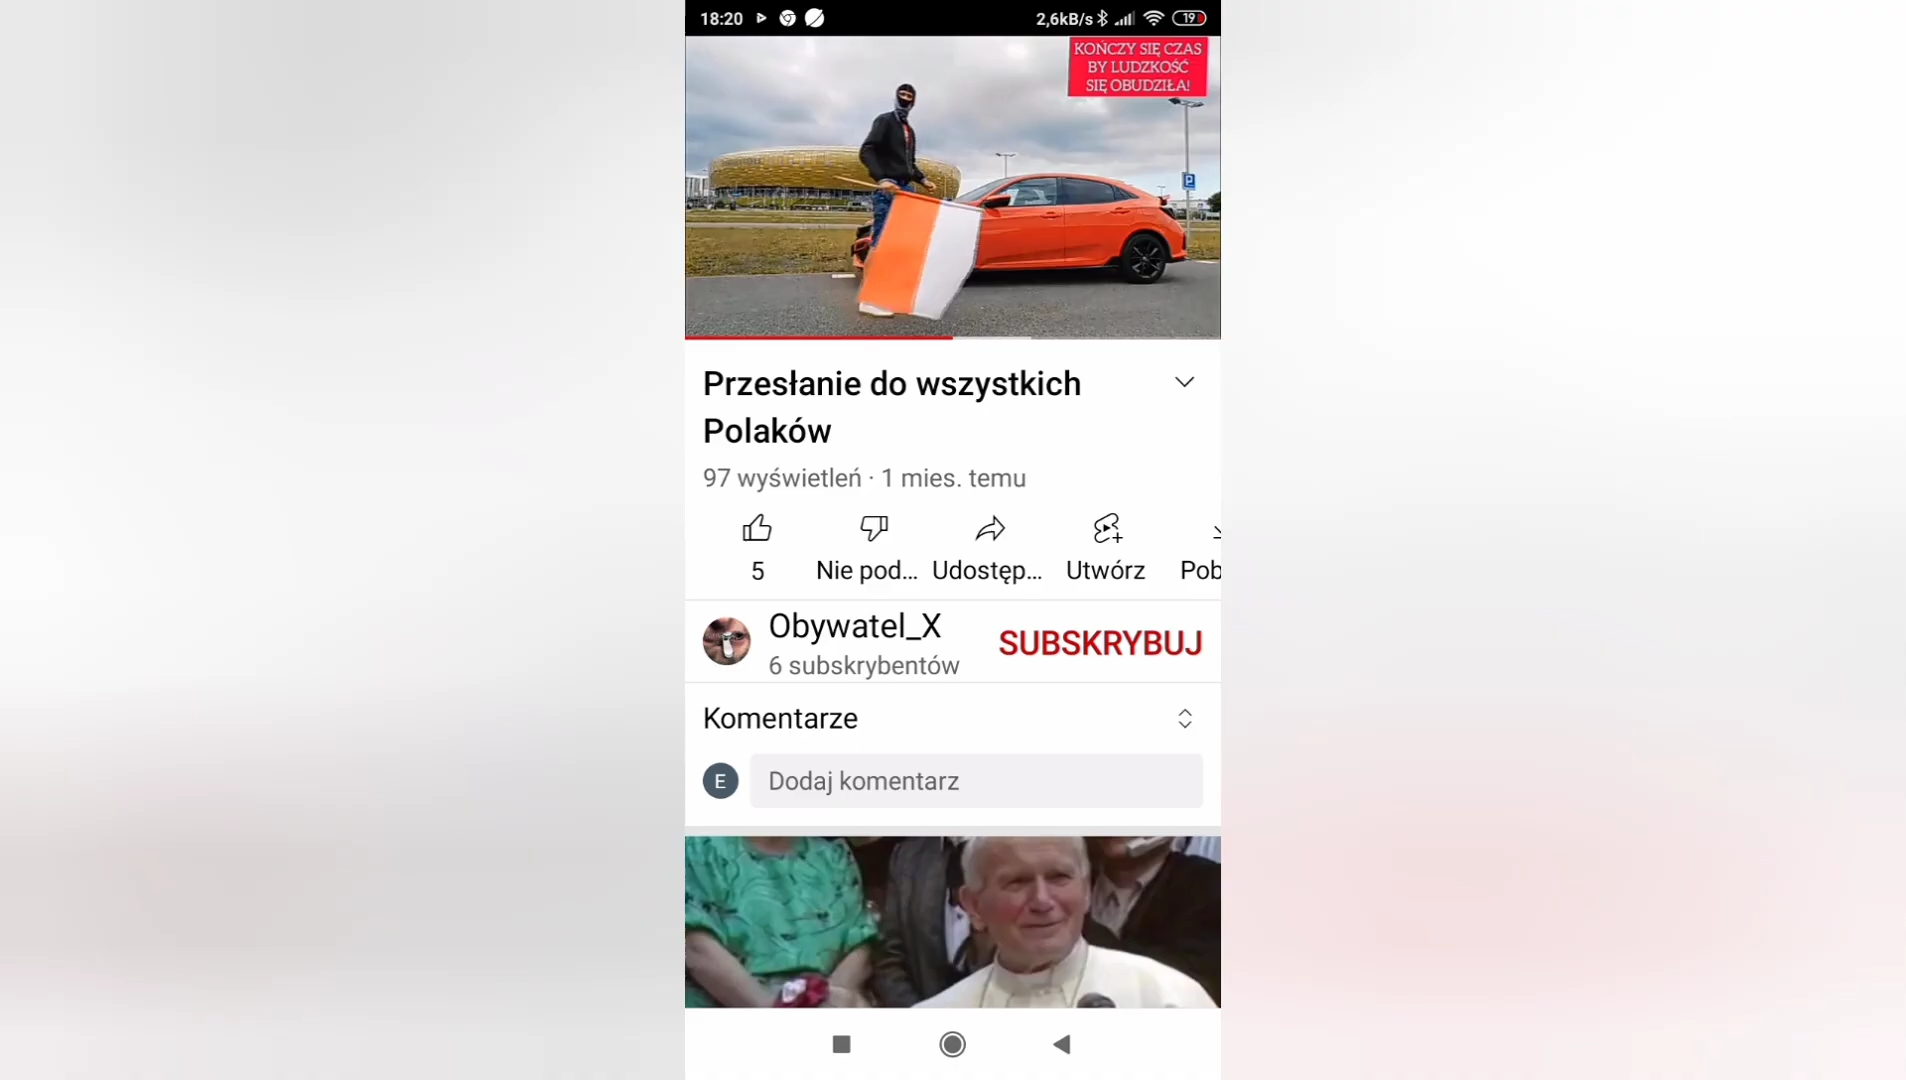 18:20
2,6kB/s
19
KOŃCZY SIĘ CZAS
BY LUDZKOŚĆ
SIĘ OBUDZIŁA!
P
Przesłanie do wszystkich
Polaków
97 wyświetleń · 1 mies. temu
5
Nie pod...
Udostęp...
Utwórz
Pob
Obywatel_X
6 subskrybentów
SUBSKRYBUJ
Komentarze
E
Dodaj komentarz